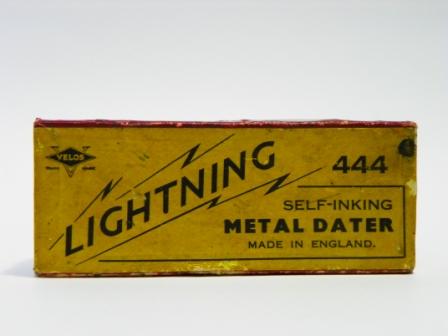 VELOS
LIGHTNING
444
SELF-INKING
METAL DATER
MADE IN ENGLAND.